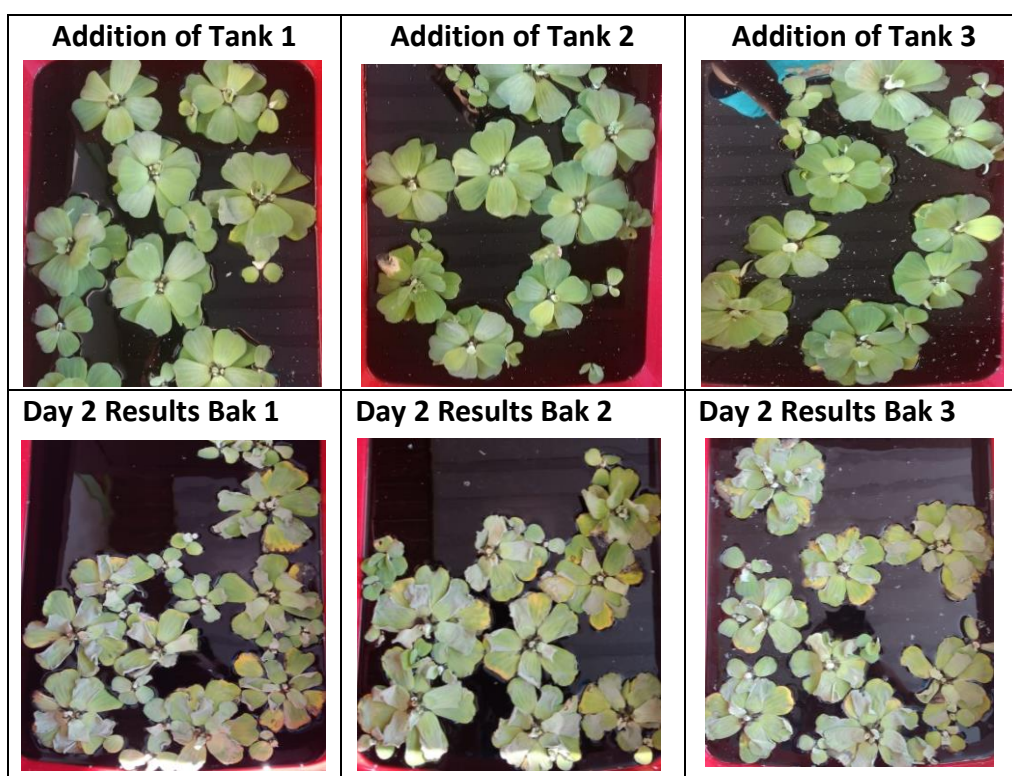 Addition of Tank 1
Addition of Tank 2
Addition of Tank 3
Day 2 Results Bak 1
Day 2 Results Bak 2
Day 2 Results Bak 3